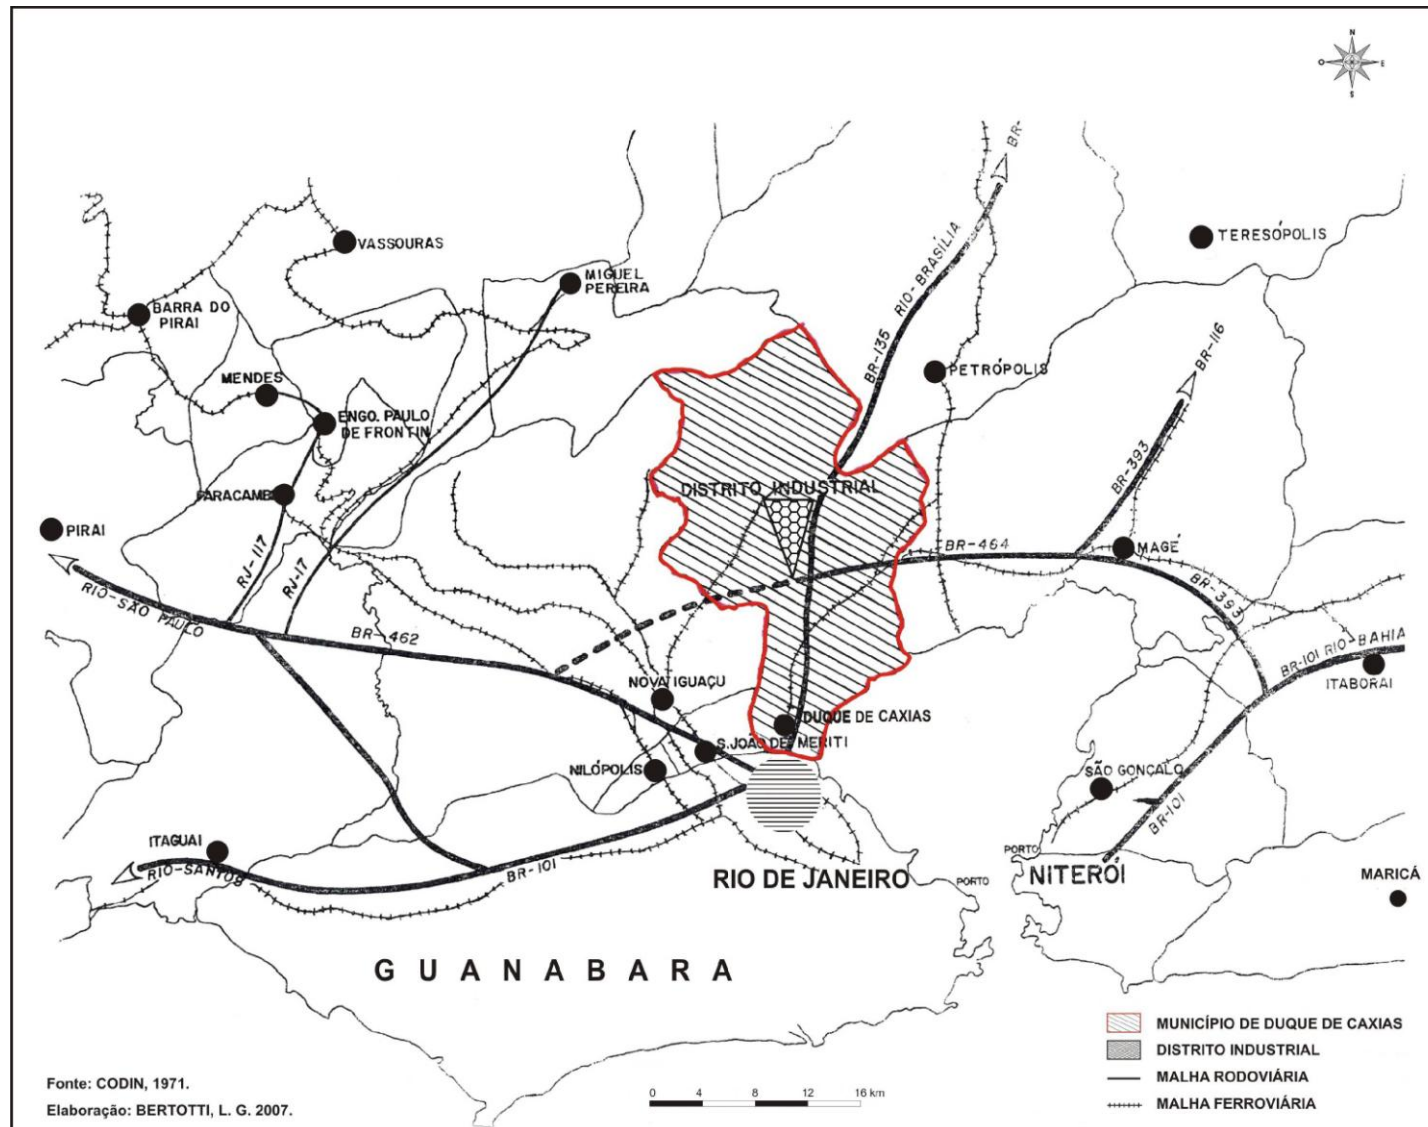 N
O
E
S
BR-
RIO-BRASÍLIA
BR-135
TERESÓPOLIS
VASSOURAS
MIGUEL
PEREIRA
BARRA DO
PIRAI
MENDES
PETRÓPOLIS
BR-116
ENGO. PAULO
DE FRONTIN
BR-393
PARACAMBI
DISTRITO INDUSTRIAL
PIRAI
RJ-117
RJ-17
BR-464
MAGÉ
RIO-SÃO PAULO
BR-462
BR-393
BR-101 RIO-BAHIA
ITABORAI
NOVA IGUAÇU
DUQUE DE CAXIAS
S.JOÃO DE MERITI
NILÓPOLIS
SÃO GONÇALO
BR-101
ITAGUAI
RIO-SANTOS
BR-101
RIO DE JANEIRO
PORTO
PORTO
NITERÓI
MARICÁ
GUANABARA
MUNICÍPIO DE DUQUE DE CAXIAS
DISTRITO INDUSTRIAL
MALHA RODOVIÁRIA
MALHA FERROVIÁRIA
Fonte: CODIN, 1971.
Elaboração: BERTOTTI, L. G. 2007.
0 4 8 12 16 km